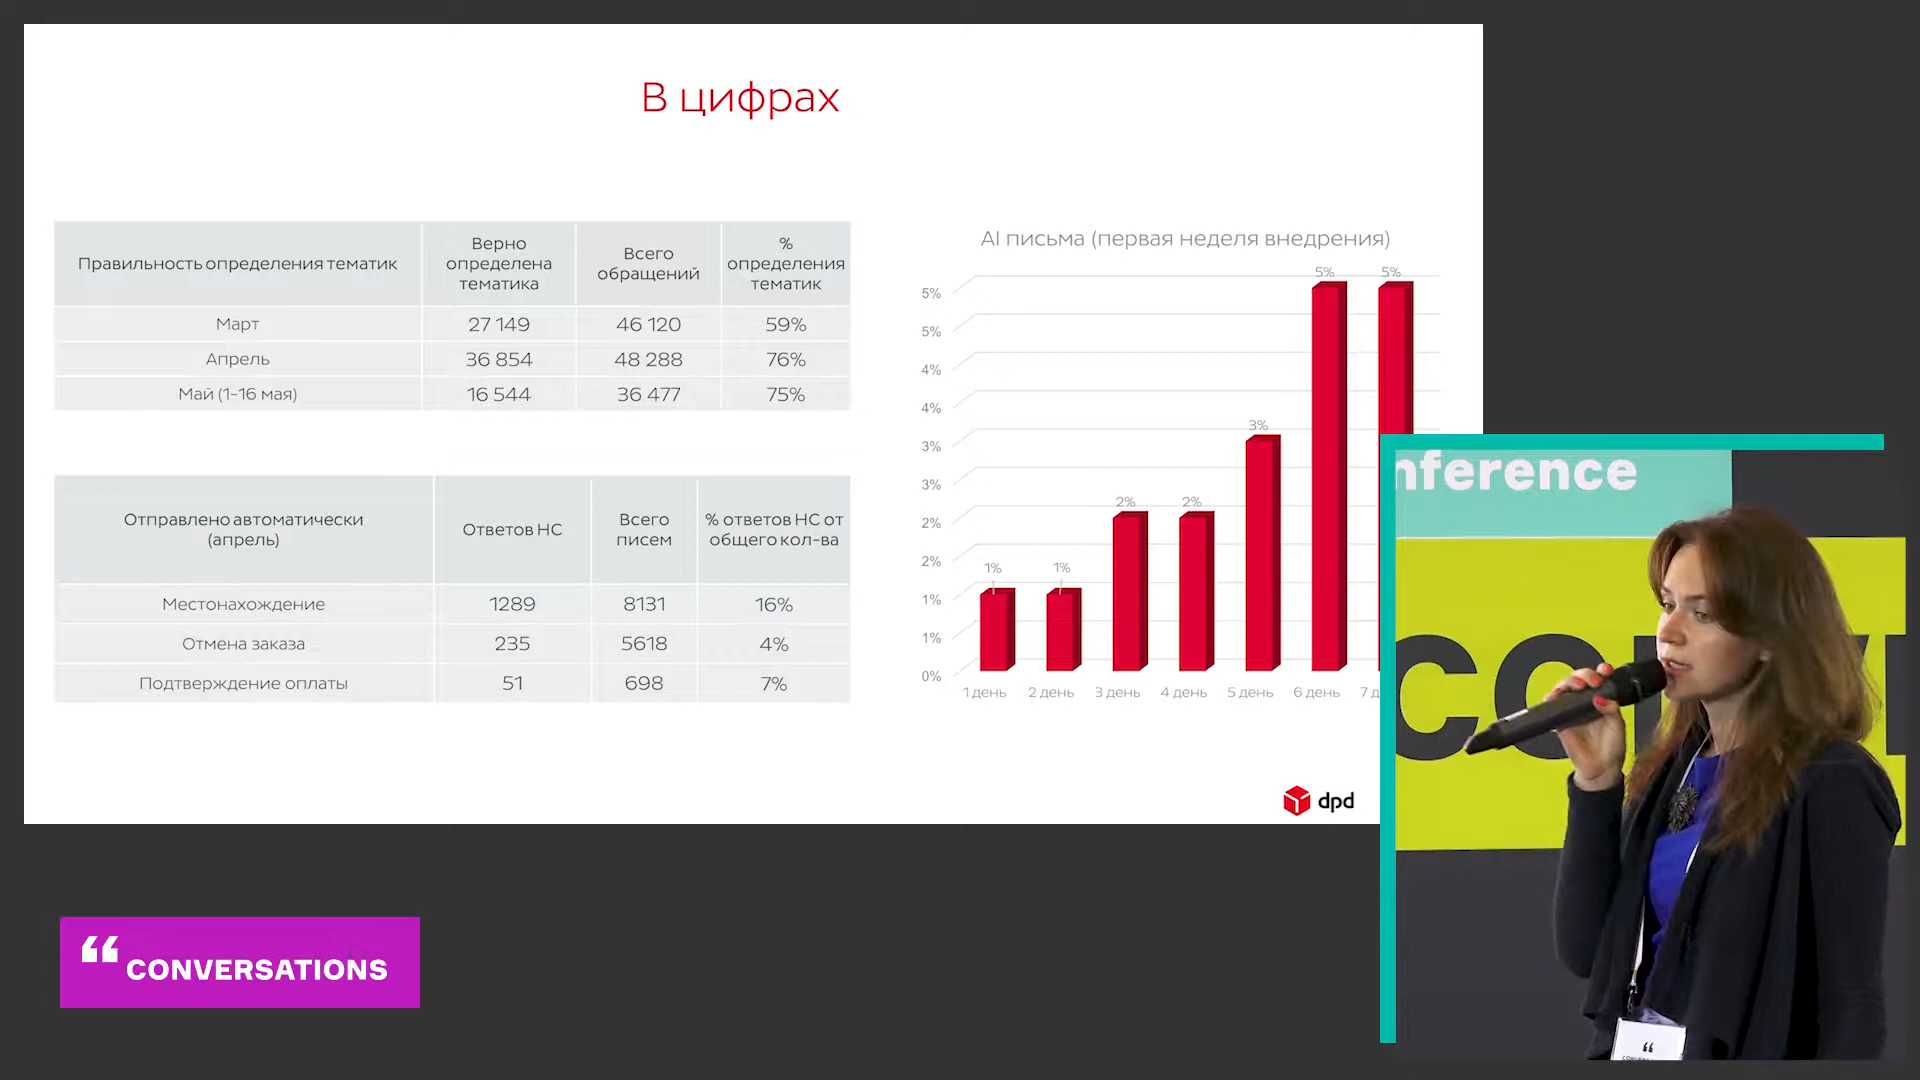 В цифрах
Правильность определения тематик
Верно
определена
тематика
Всего
обращений
%
определения
тематик
Март 27 149 46 120 59%
Апрель 36 854 48 288 76%
Май (1-16 мая) 16 544 36 477 75%
Отправлено автоматически
(апрель)
Ответов НС
Всего
писем
% ответов НС от
общего кол-ва
Местонахождение 1289 8131 16%
Отмена заказа 235 5618 4%
Подтверждение оплаты 51 698 7%
AI письма (первая неделя внедрения)
5%
5%
4%
4%
3%
3%
2%
2%
1%
1%
0%
1% 1% 2% 2% 3% 5% 5%
1 день 2 день 3 день 4 день 5 день 6 день 7 д
dpd
nference
CO
“ CONVERSATIONS